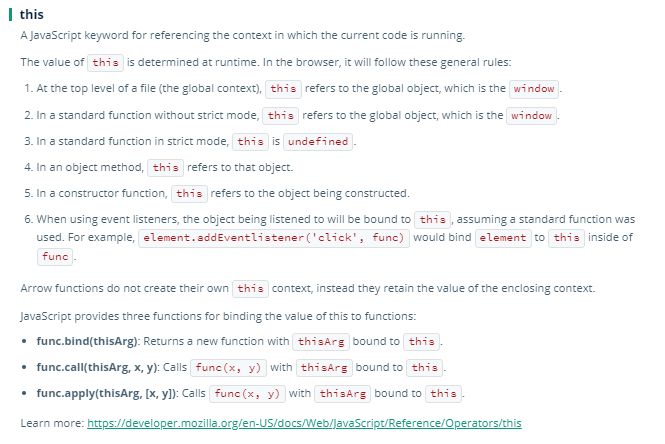 this
A JavaScript keyword for referencing the context in which the current code is running.
The value of this is determined at runtime. In the browser, it will follow these general rules:
1. At the top level of a file (the global context), this refers to the global object, which is the window.
2. In a standard function without strict mode, this refers to the global object, which is the window.
3. In a standard function in strict mode, this is undefined.
4. In an object method, this refers to that object.
5. In a constructor function, this refers to the object being constructed.
6. When using event listeners, the object being listened to will be bound to this, assuming a standard function was
used. For example, element.addEventlistener('click', func) would bind element to this inside of
func.
Arrow functions do not create their own this context, instead they retain the value of the enclosing context.
JavaScript provides three functions for binding the value of this to functions:
• func.bind(thisArg): Returns a new function with thisArg bound to this.
• func.call(thisArg, x, y): Calls func(x, y) with thisArg bound to this.
• func.apply(thisArg, [x, y]): Calls func(x, y) with thisArg bound to this.
Learn more: https://developer.mozilla.org/en-US/docs/Web/JavaScript/Reference/Operators/this